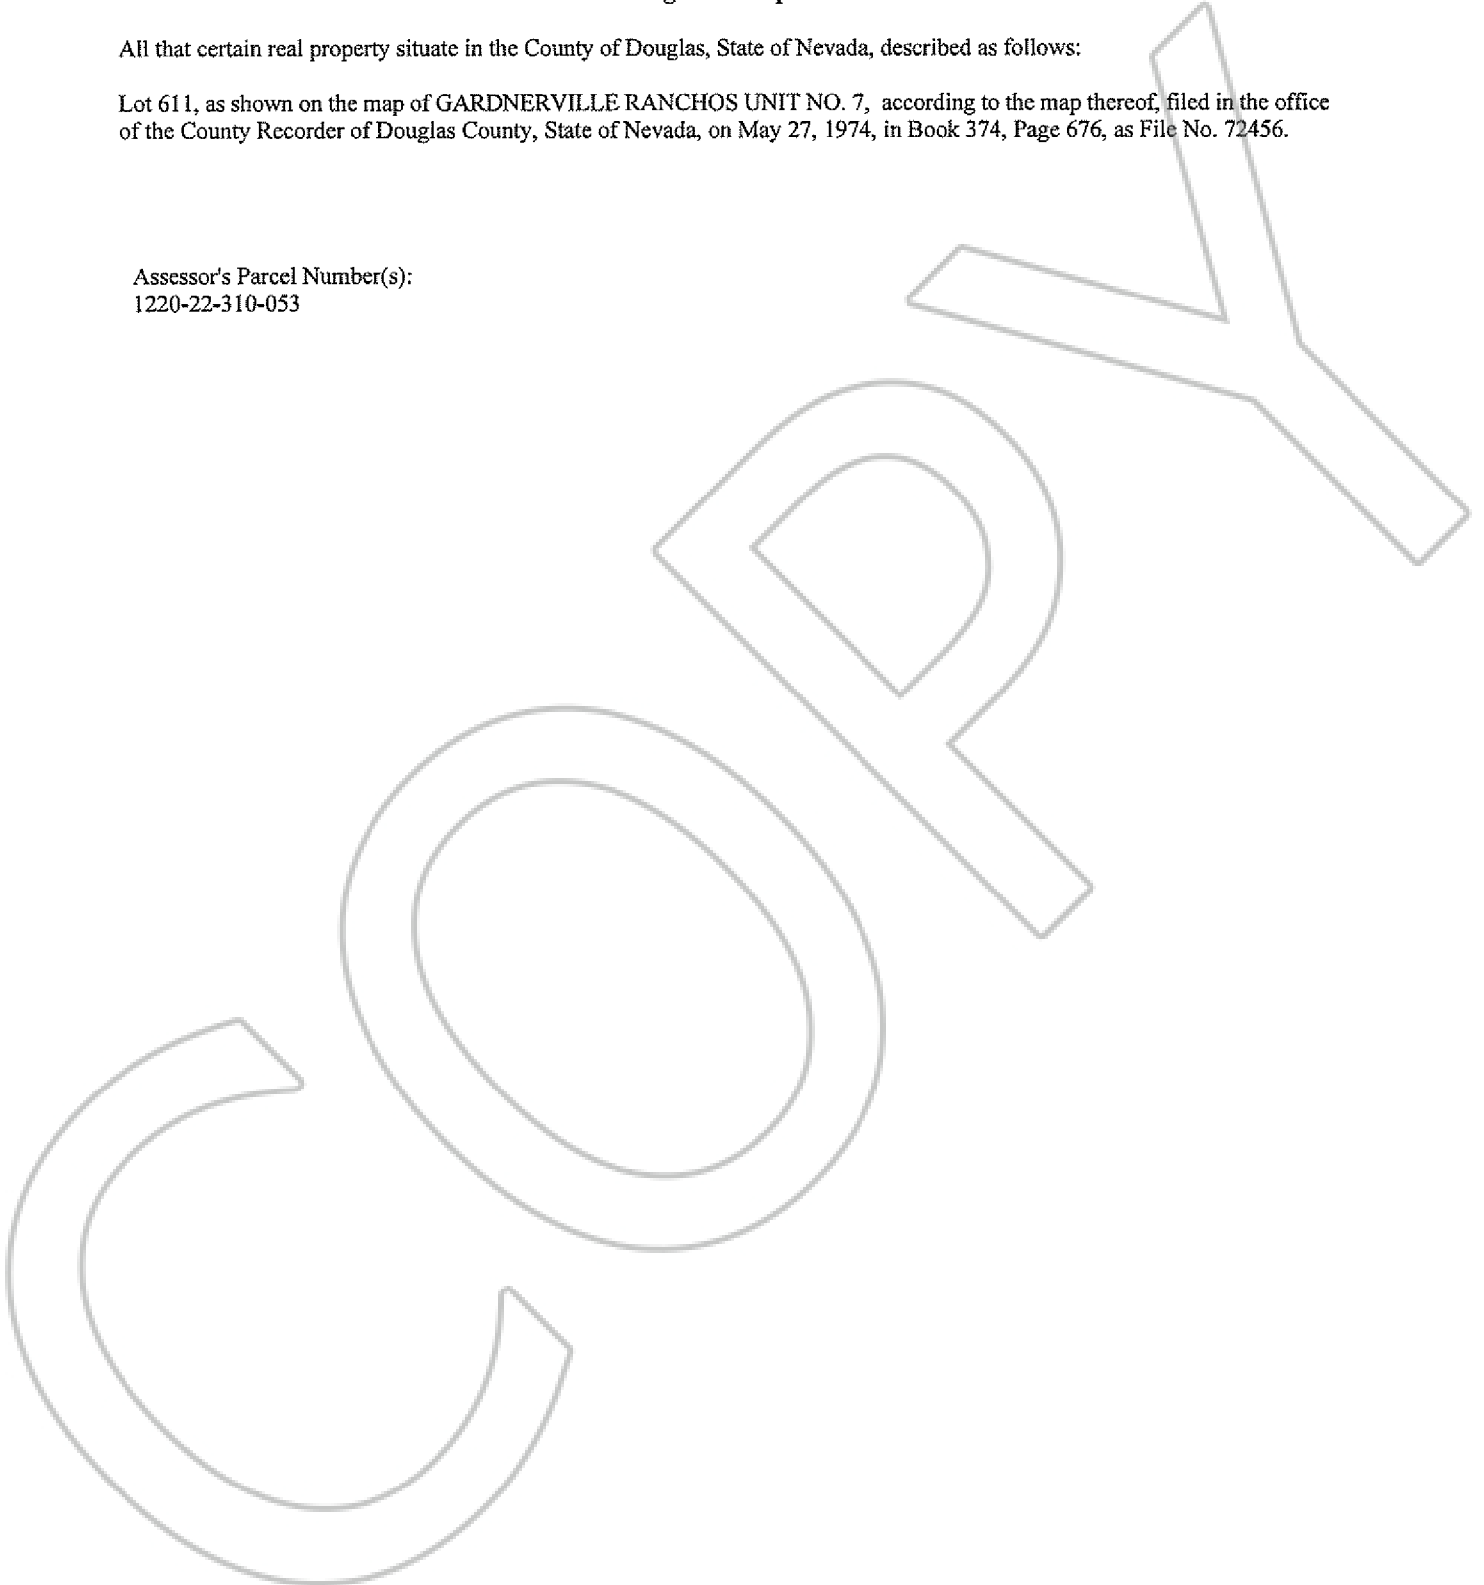 All that certain real property situate in the County of Douglas, State of Nevada, described as follows:
Lot 611, as shown on the map of GARDNERVILLE RANCHOS UNIT NO. 7, according to the map thereof, filed in the office
of the County Recorder of Douglas County, State of Nevada, on May 27, 1974, in Book 374, Page 676, as File No. 72456.
Assessor's Parcel Number(s):
1220-22-310-053
COPY